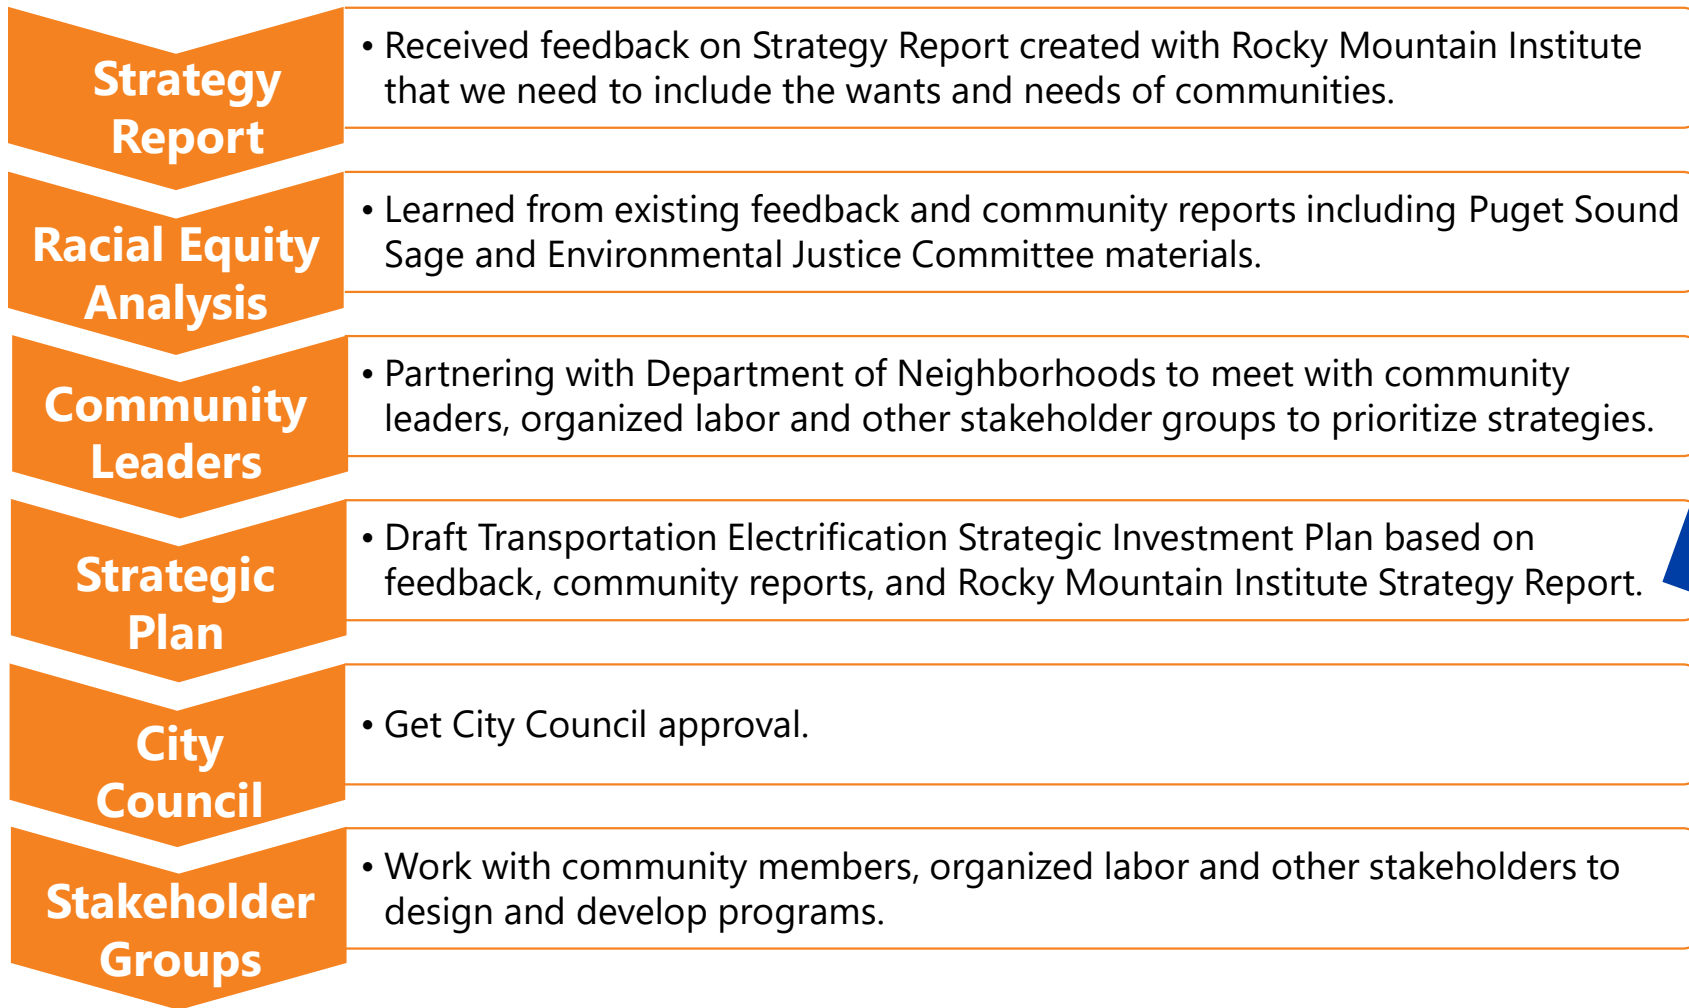 Strategy
Report
• Received feedback on Strategy Report created with Rocky Mountain Institute
that we need to include the wants and needs of communities.
Racial Equity
Analysis
• Learned from existing feedback and community reports including Puget Sound
Sage and Environmental Justice Committee materials.
Community
Leaders
• Partnering with Department of Neighborhoods to meet with community
leaders, organized labor and other stakeholder groups to prioritize strategies.
Strategic
Plan
• Draft Transportation Electrification Strategic Investment Plan based on
feedback, community reports, and Rocky Mountain Institute Strategy Report.
City
Council
• Get City Council approval.
Stakeholder
Groups
• Work with community members, organized labor and other stakeholders to
design and develop programs.